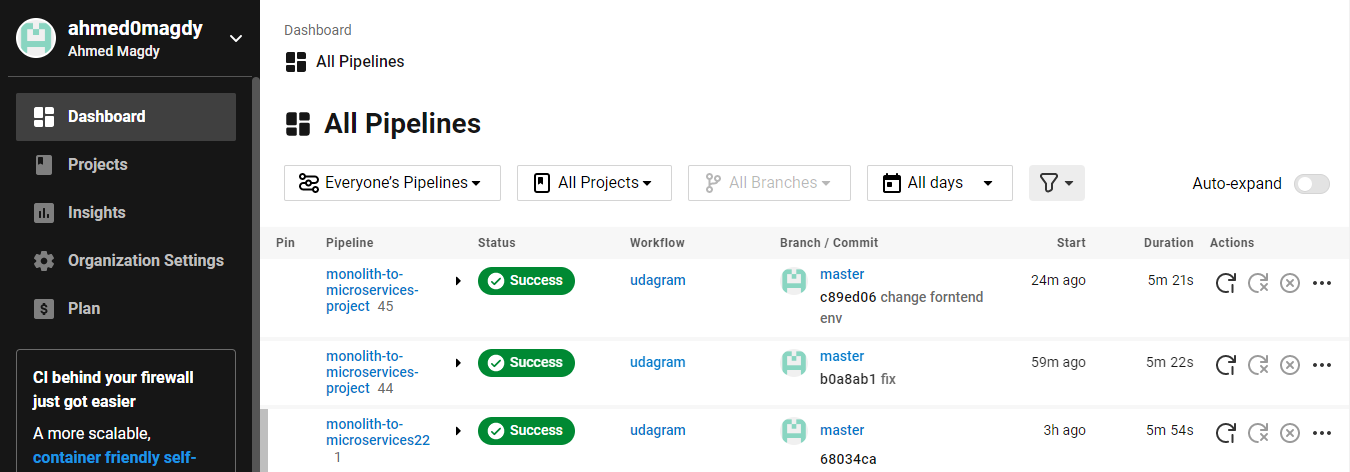 ahmed0magdy
Ahmed Magdy
Dashboard
Projects
Insights
Organization Settings
Plan
CI behind your firewall
just got easier
A more scalable,
container friendly self-
Dashboard
All Pipelines
All Pipelines
Everyone's Pipelines
All Projects
All Branches
All days
Auto-expand
Pin Pipeline Status Workflow Branch / Commit Start Duration Actions
monolith-to-
microservices-
project 45
Success
udagram
master
c89ed06 change forntend
env
24m ago
5m 21s
monolith-to-
microservices-
project 44
Success
udagram
master
b0a8ab1 fix
59m ago
5m 22s
monolith-to-
microservices22
1
Success
udagram
master
68034ca
3h ago
5m 54s